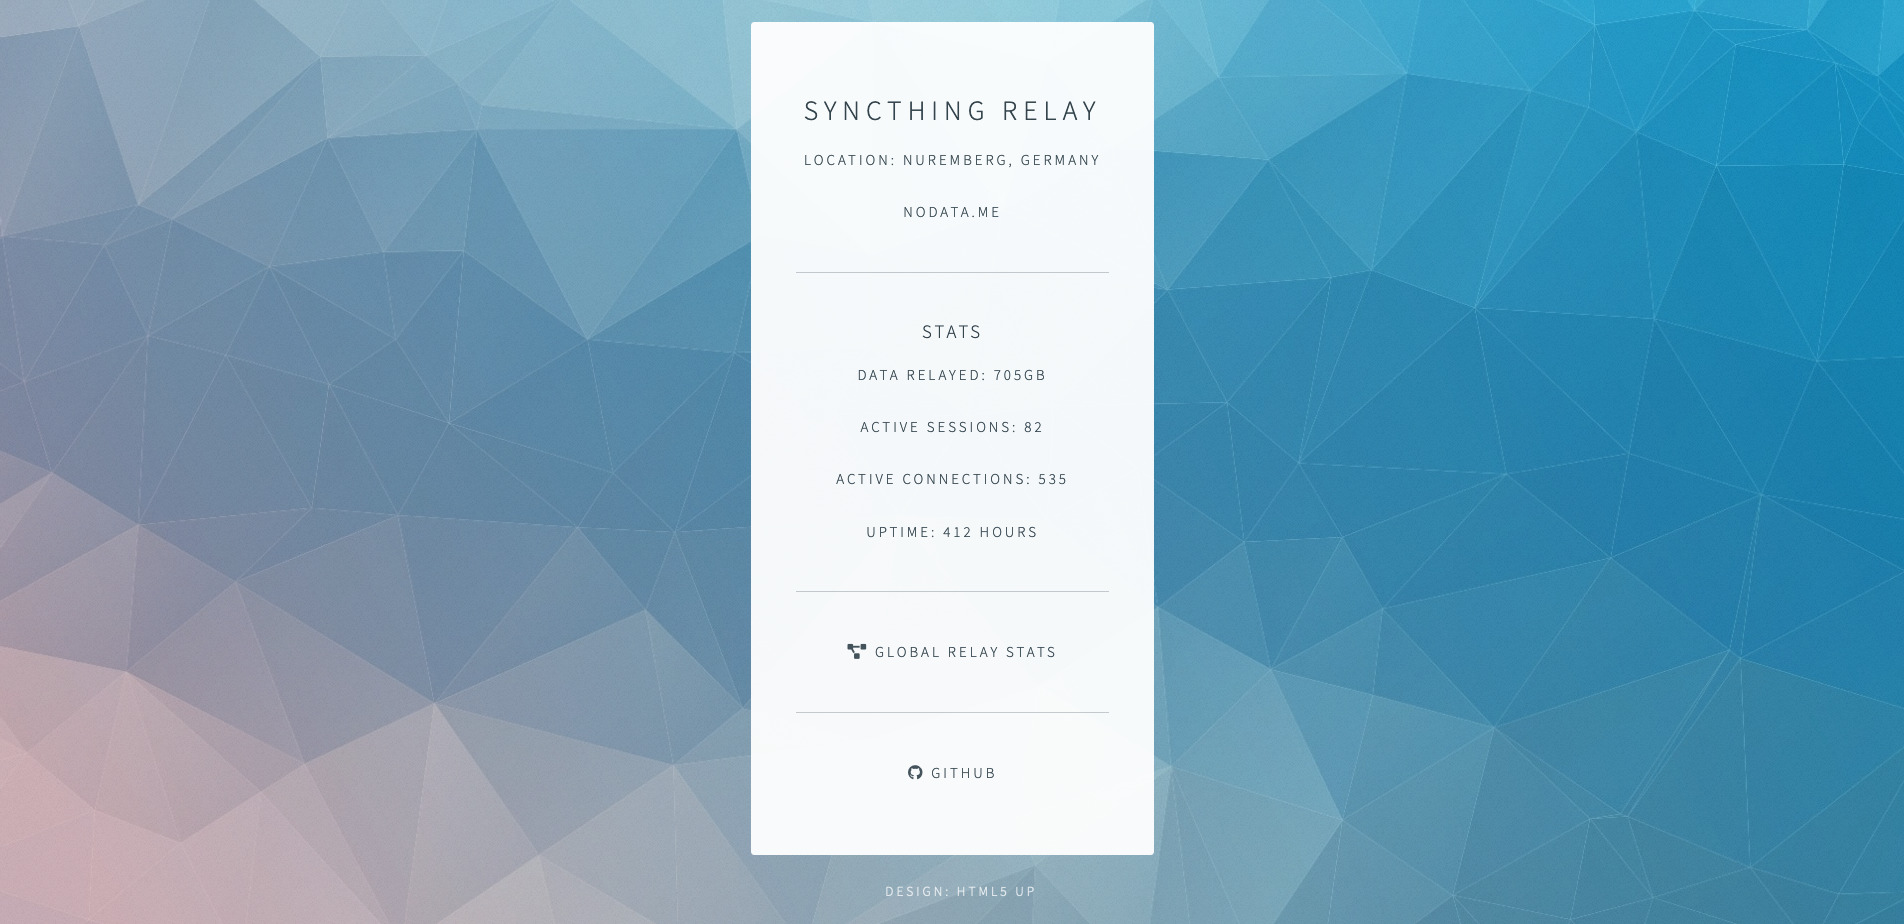 SYNCTHING RELAY
LOCATION: NUREMBERG, GERMANY
NODATA.ME
STATS
DATA RELAYED: 705GB
ACTIVE SESSIONS: 82
ACTIVE CONNECTIONS: 535
UPTIME: 412 HOURS
GLOBAL RELAY STATS
GITHUB
DESIGN: HTML5 UP